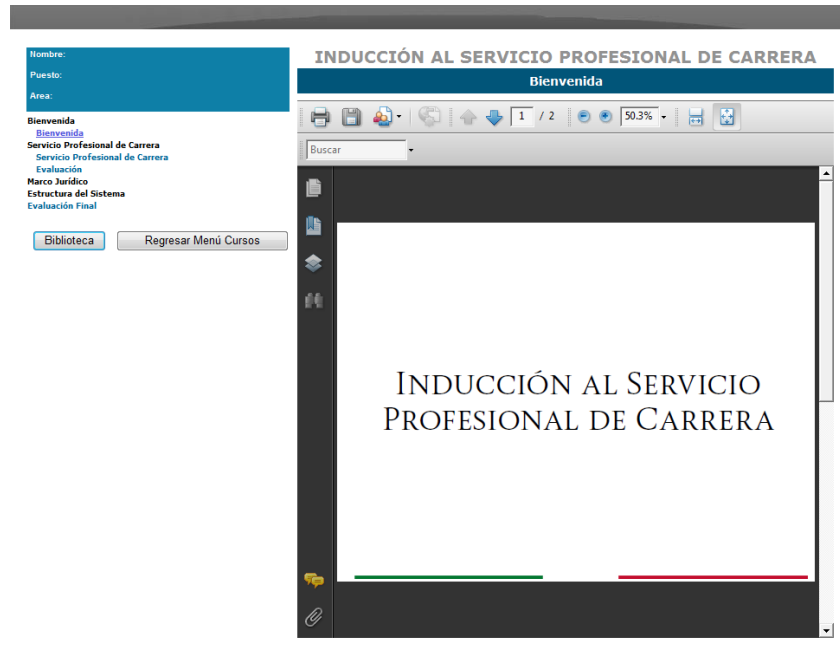 Nombre:
Puesto:
Area:
Bienvenida
Bienvenida
Servicio Profesional de Carrera
Servicio Profesional de Carrera
Evaluación
Marco Jurídico
Estructura del Sistema
Evaluación Final
Biblioteca
Regresar Menú Cursos
INDUCCIÓN AL SERVICIO PROFESIONAL DE CARRERA
Bienvenida
1 / 2
50.3%
Buscar
INDUCCIÓN AL SERVICIO
PROFESIONAL DE CARRERA